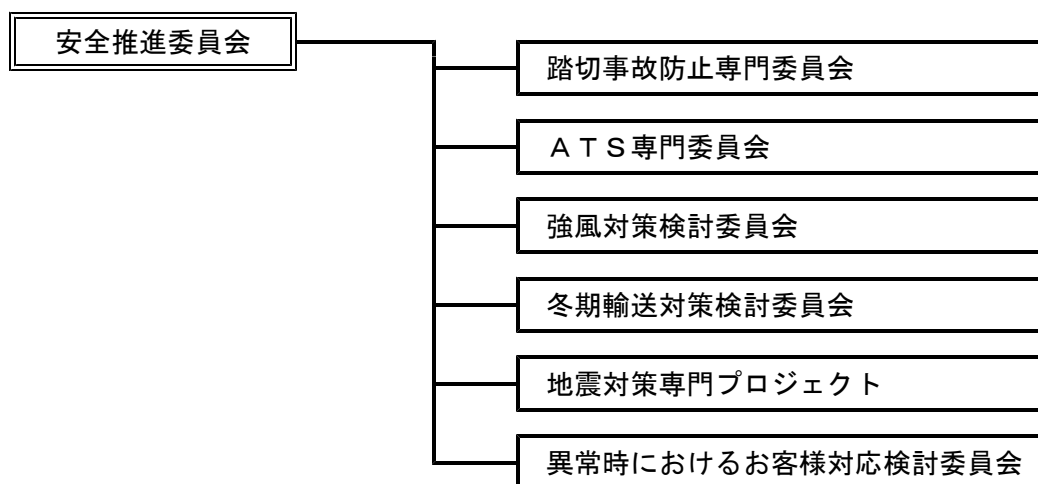 安全推進委員会
踏切事故防止専門委員会
ＡＴＳ専門委員会
強風対策検討委員会
冬期輸送対策検討委員会
地震対策専門プロジェクト
異常時におけるお客様対応検討委員会